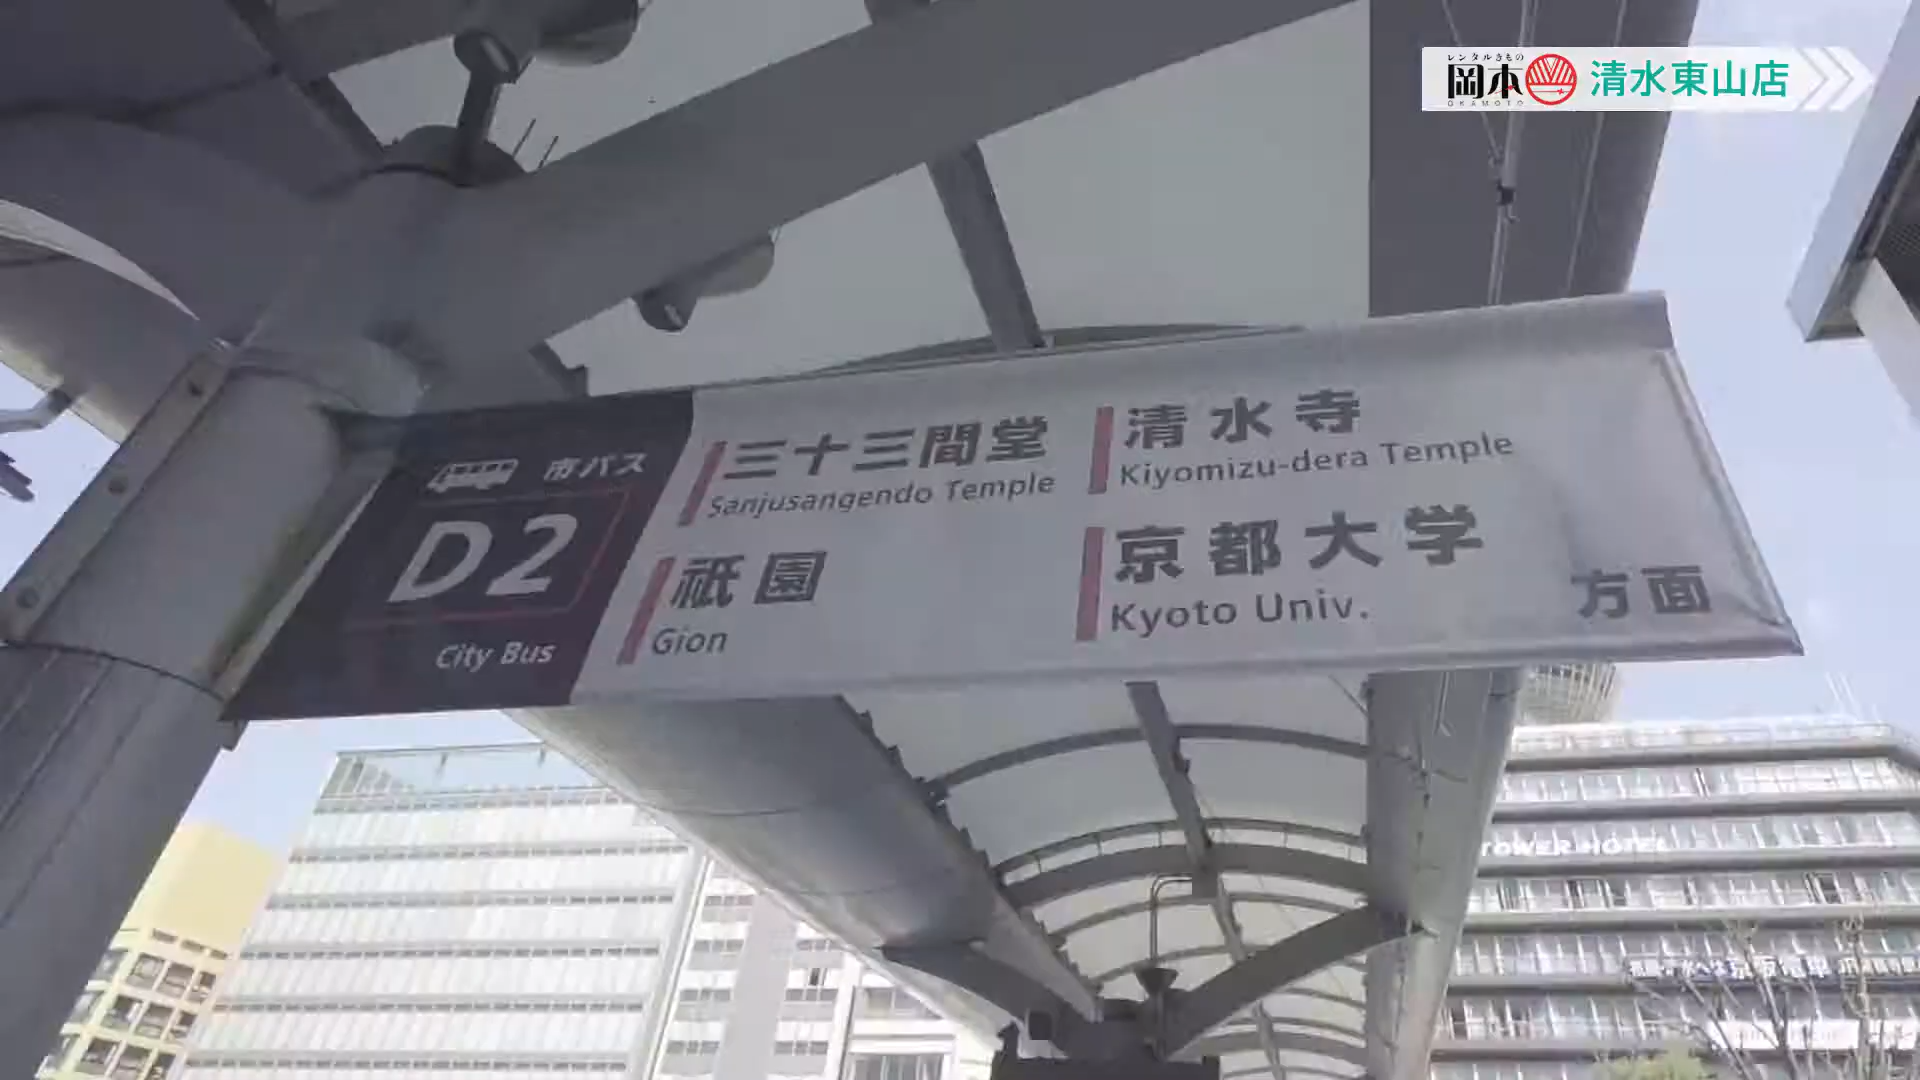 レンタルきもの
岡本
OKAMOTO
清水東山店
市バス
D2
City Bus
三十三間堂
Sanjusangendo Temple
祇園
Gion
清水寺
Kiyomizu-dera Temple
京都大学
Kyoto Univ.
方面
TOWER HOTEL